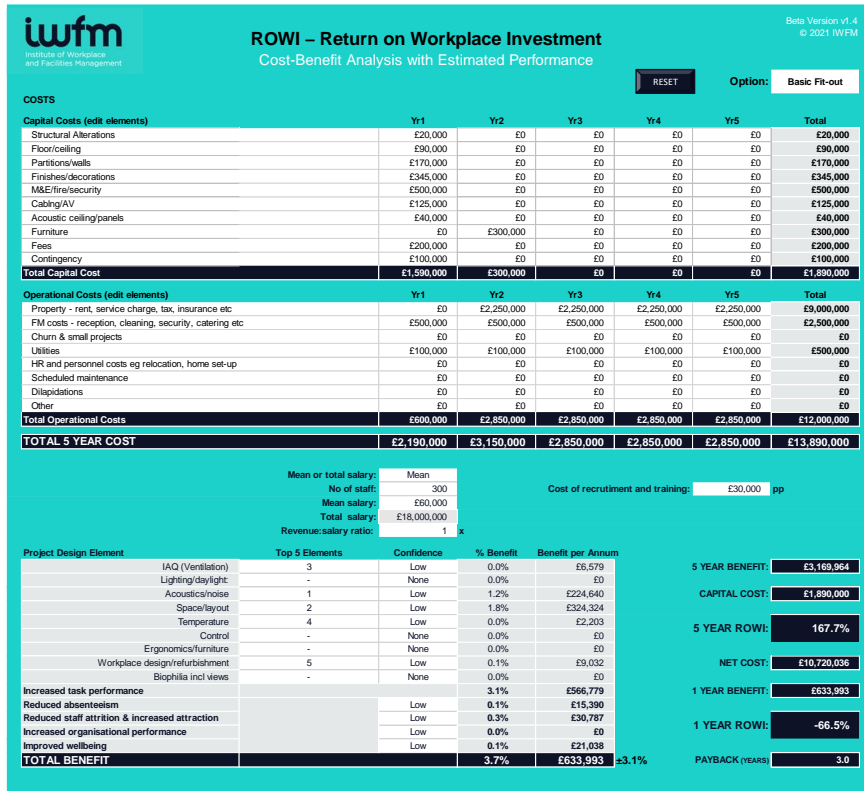 iwfm
Institute of Workplace
and Facilities Management
Beta Version v1.4
© 2021 IWFM
ROWI – Return on Workplace Investment
Cost-Benefit Analysis with Estimated Performance
RESET Option: Basic Fit-out
COSTS
Capital Costs (edit elements) Yr1 Yr2 Yr3 Yr4 Yr5 Total
Structural Alterations £20,000 £0 £0 £0 £0 £20,000
Floor/ceiling £90,000 £0 £0 £0 £0 £90,000
Partitions/walls £170,000 £0 £0 £0 £0 £170,000
Finishes/decorations £345,000 £0 £0 £0 £0 £345,000
M&E/fire/security £500,000 £0 £0 £0 £0 £500,000
Cablng/AV £125,000 £0 £0 £0 £0 £125,000
Acoustic ceiling/panels £40,000 £0 £0 £0 £0 £40,000
Furniture £0 £300,000 £0 £0 £0 £300,000
Fees £200,000 £0 £0 £0 £0 £200,000
Contingency £100,000 £0 £0 £0 £0 £100,000
Total Capital Cost £1,590,000 £300,000 £0 £0 £0 £1,890,000
Operational Costs (edit elements) Yr1 Yr2 Yr3 Yr4 Yr5 Total
Property - rent, service charge, tax, insurance etc £0 £2,250,000 £2,250,000 £2,250,000 £2,250,000 £9,000,000
FM costs - reception, cleaning, security, catering etc £500,000 £500,000 £500,000 £500,000 £500,000 £2,500,000
Churn & small projects £0 £0 £0 £0 £0 £0
Utilities £100,000 £100,000 £100,000 £100,000 £100,000 £500,000
HR and personnel costs eg relocation, home set-up £0 £0 £0 £0 £0 £0
Scheduled maintenance £0 £0 £0 £0 £0 £0
Dilapidations £0 £0 £0 £0 £0 £0
Other £0 £0 £0 £0 £0 £0
Total Operational Costs £600,000 £2,850,000 £2,850,000 £2,850,000 £2,850,000 £12,000,000
TOTAL 5 YEAR COST £2,190,000 £3,150,000 £2,850,000 £2,850,000 £2,850,000 £13,890,000
Mean or total salary: Mean
No of staff: 300 Cost of recrutiment and training: £30,000 pp
Mean salary: £60,000
Total salary: £18,000,000
Revenue:salary ratio: 1 x
Project Design Element Top 5 Elements Confidence % Benefit Benefit per Annum
IAQ (Ventilation) 3 Low 0.0% £6,579 5 YEAR BENEFIT: £3,169,964
Lighting/daylight: - None 0.0% £0
Acoustics/noise 1 Low 1.2% £224,640 CAPITAL COST: £1,890,000
Space/layout 2 Low 1.8% £324,324
Temperature 4 Low 0.0% £2,203
5 YEAR ROWI: 167.7%
Control - None 0.0% £0
Ergonomics/furniture - None 0.0% £0
Workplace design/refurbishment 5 Low 0.1% £9,032 NET COST: £10,720,036
Biophilia incl views - None 0.0% £0
Increased task performance 3.1% £566,779 1 YEAR BENEFIT: £633,993
Reduced absenteeism Low 0.1% £15,390
Reduced staff attrition & increased attraction Low 0.3% £30,787
1 YEAR ROWI: -66.5%
Increased organisational performance Low 0.0% £0
Improved wellbeing Low 0.1% £21,038
TOTAL BENEFIT 3.7% £633,993 ±3.1% PAYBACK (YEARS) 3.0